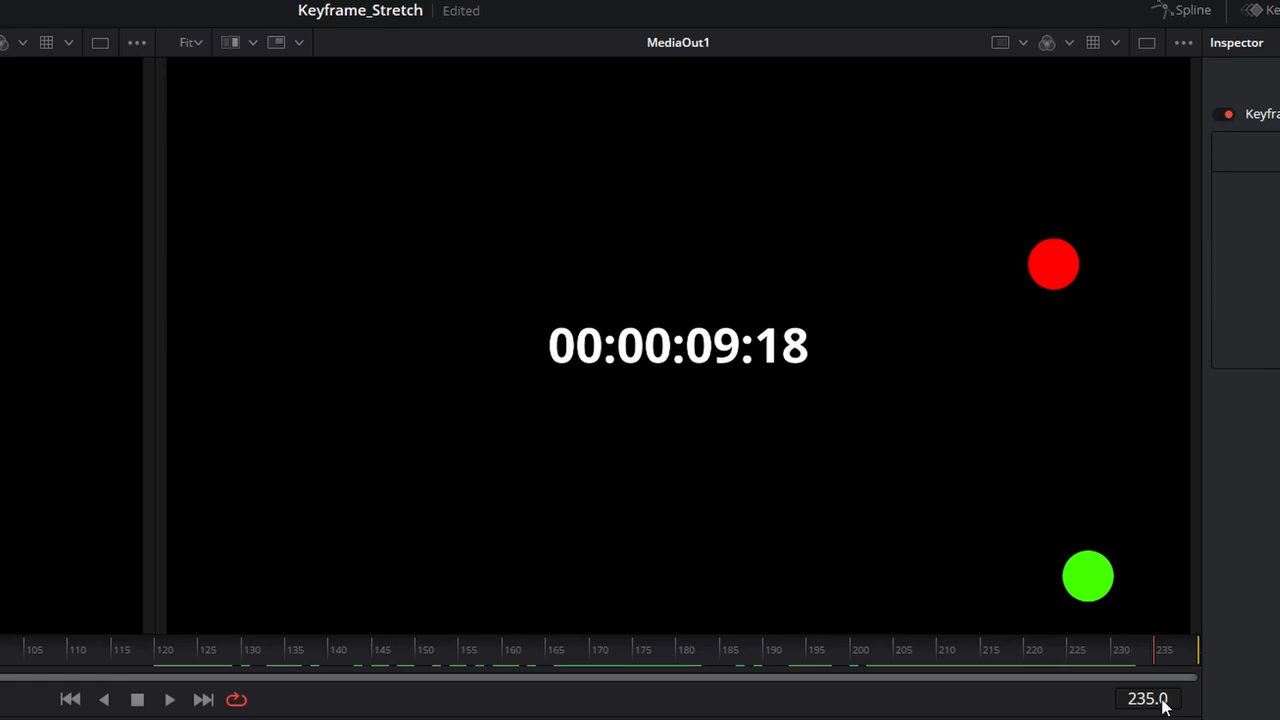 Keyframe_Stretch Edited Spline
Fit MediaOut1 Inspector
Keyfra
00:00:09:18
105 110 115 120 125 130 135 140 145 150 155 160 165 170 175 180 185 190 195 200 205 210 215 220 225 230 235
235.0